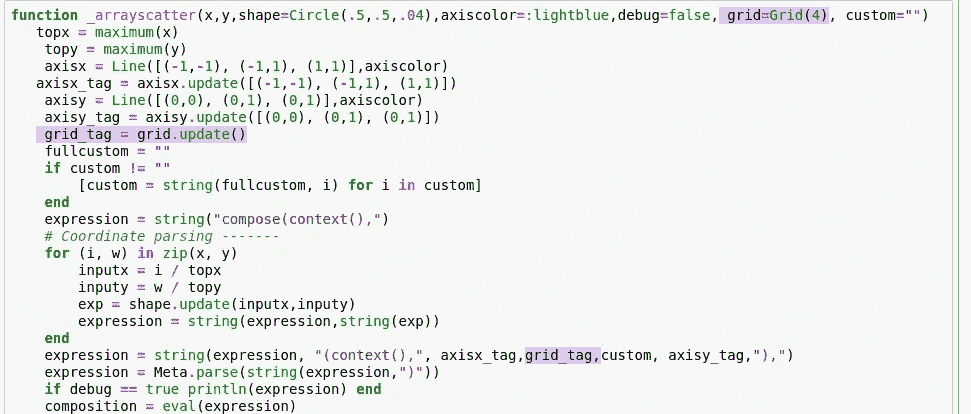 function _arrayscatter(x,y,shape=Circle(.5,.5,.04),axiscolor=:lightblue,debug=false, grid=Grid(4), custom="")
topx = maximum(x)
topy = maximum(y)
axisx = Line([(-1,-1), (-1,1), (1,1)],axiscolor)
axisx_tag = axisx.update([(-1,-1), (-1,1), (1,1)])
axisy = Line([(0,0), (0,1), (0,1)],axiscolor)
axisy_tag = axisy.update([(0,0), (0,1), (0,1)])
grid_tag = grid.update()
fullcustom = ""
if custom != ""
[custom = string(fullcustom, i) for i in custom]
end
expression = string("compose(context(),")
# Coordinate parsing -------
for (i, w) in zip(x, y)
inputx = i / topx
inputy = w / topy
exp = shape.update(inputx,inputy)
expression = string(expression,string(exp))
end
expression = string(expression, "(context(),", axisx_tag,grid_tag,custom, axisy_tag,"),")
expression = Meta.parse(string(expression,")"))
if debug == true println(expression) end
composition = eval(expression)